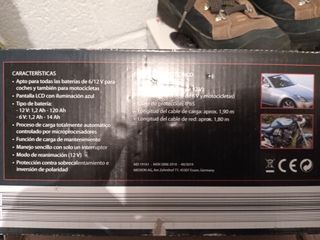 CARACTERÍSTICAS
• Apto para todas las baterías de 6/12 V para
coches y también para motocicletas
• Pantalla LCD con iluminación azul
• Tipo de batería:
- 12 V: 1,2 Ah - 120 Ah
- 6 V: 1,2 Ah - 14 Ah
• Proceso de carga totalmente automático
controlado por microprocesadores
• Función de carga de mantenimiento
• Manejo sencillo con solo un interruptor
• Modo de reanimación (12 V)
• Protección contra sobrecalentamiento e
inversión de polaridad
V y motocicletas)
protección: IP65
• Longitud del cable de carga: aprox. 1,90 m
• Longitud del cable de red: aprox. 1,80 m
MEDION AG, Am Zehnthof 77, 45307 Essen, Germany
CE